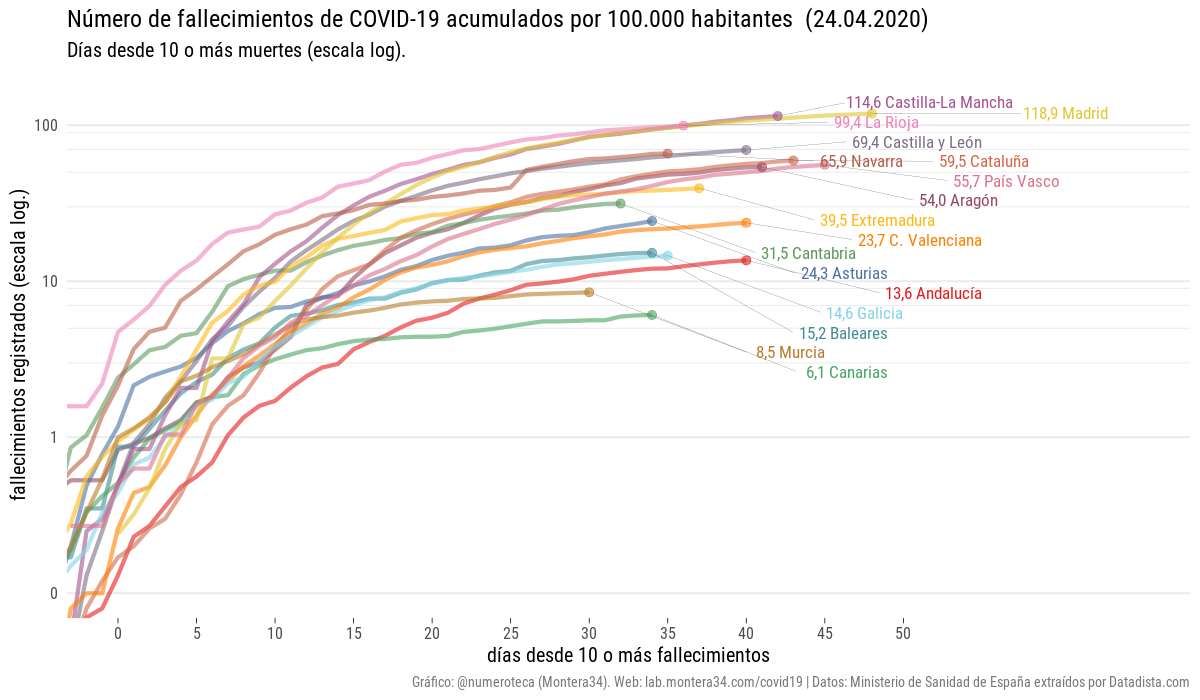 Número de fallecimientos de COVID-19 acumulados por 100.000 habitantes (24.04.2020)
Días desde 10 o más muertes (escala log).
fallecimientos registrados (escala log.)
100
10
1
0
114,6 Castilla-La Mancha
118,9 Madrid
99,4 La Rioja
69,4 Castilla y León
65,9 Navarra
59,5 Cataluña
55,7 País Vasco
54,0 Aragón
39,5 Extremadura
23,7 C. Valenciana
31,5 Cantabria
24,3 Asturias
13,6 Andalucía
14,6 Galicia
15,2 Baleares
8,5 Murcia
6,1 Canarias
0 5 10 15 20 25 30 35 40 45 50
días desde 10 o más fallecimientos
Gráfico: @numeroteca (Montera34). Web: lab.montera34.com/covid19 | Datos: Ministerio de Sanidad de España extraídos por Datadista.com